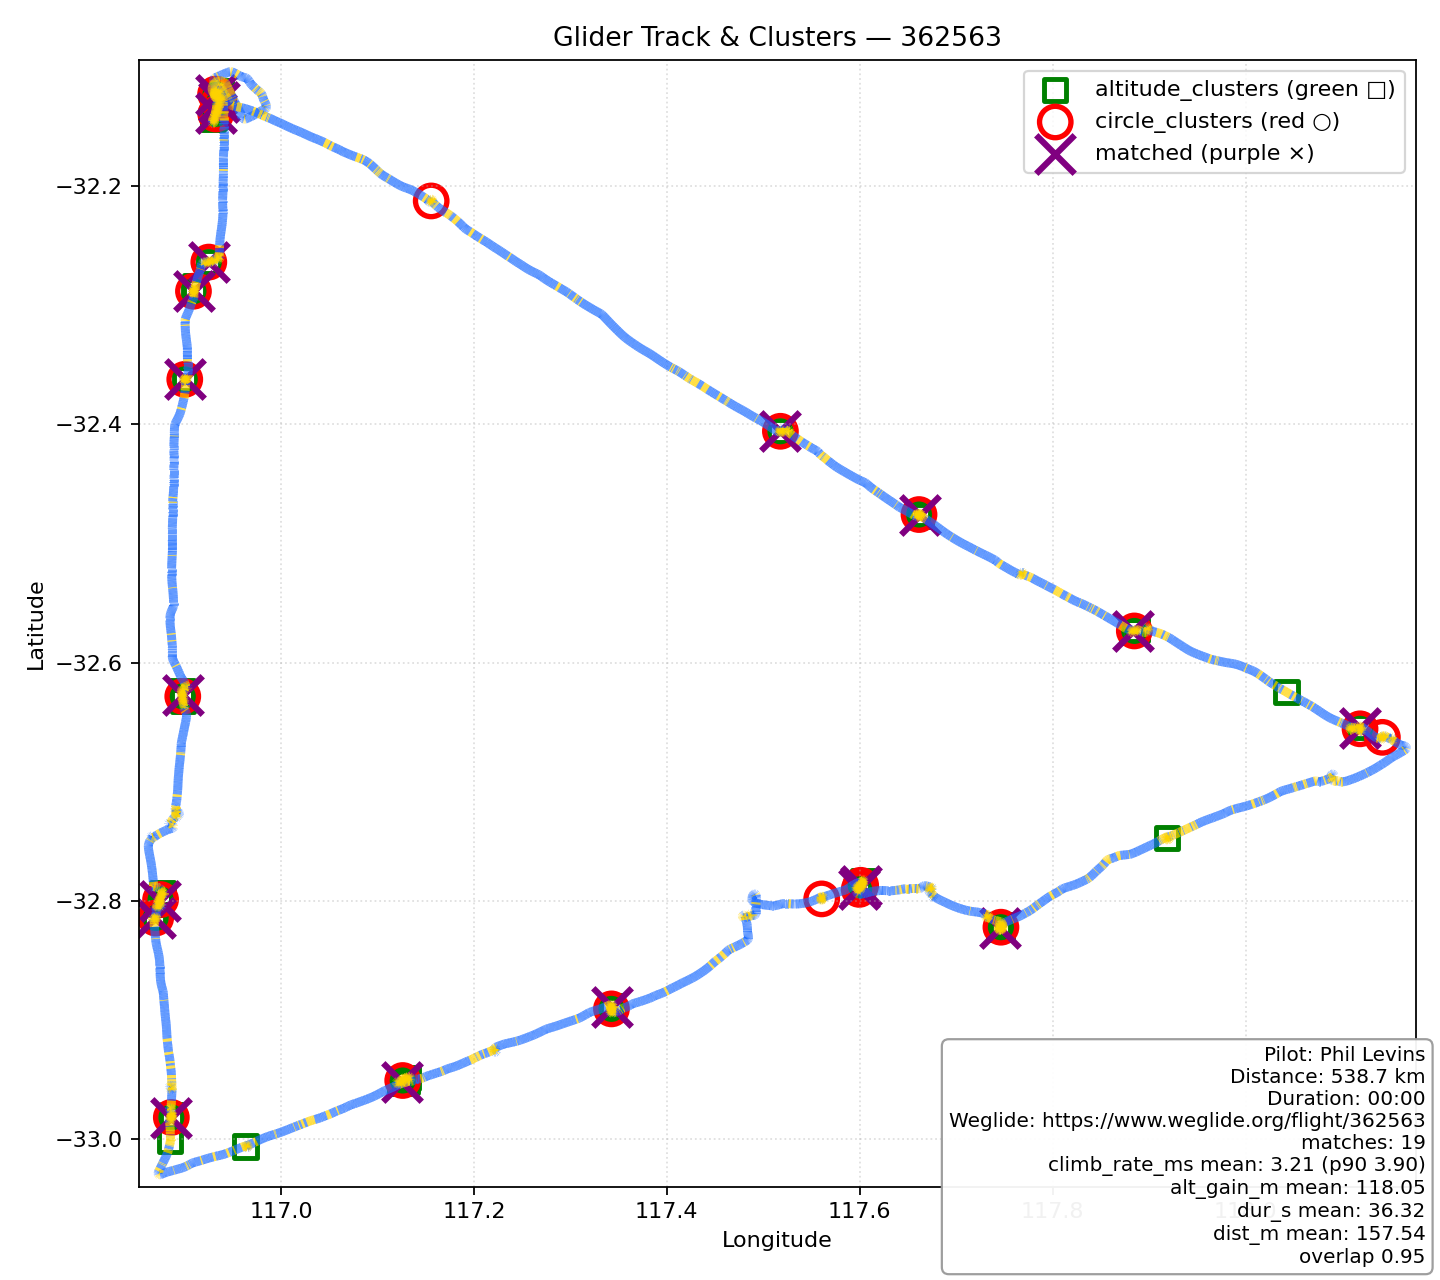 Glider Track & Clusters — 362563
altitude_clusters (green □)
circle_clusters (red ○)
matched (purple ×)
Latitude
−32.2
−32.4
−32.6
−32.8
−33.0
117.0
117.2
117.4
117.6
117.8
Longitude
Pilot: Phil Levins
Distance: 538.7 km
Duration: 00:00
Weglide: https://www.weglide.org/flight/362563
matches: 19
climb_rate_ms mean: 3.21 (p90 3.90)
alt_gain_m mean: 118.05
dur_s mean: 36.32
dist_m mean: 157.54
overlap 0.95